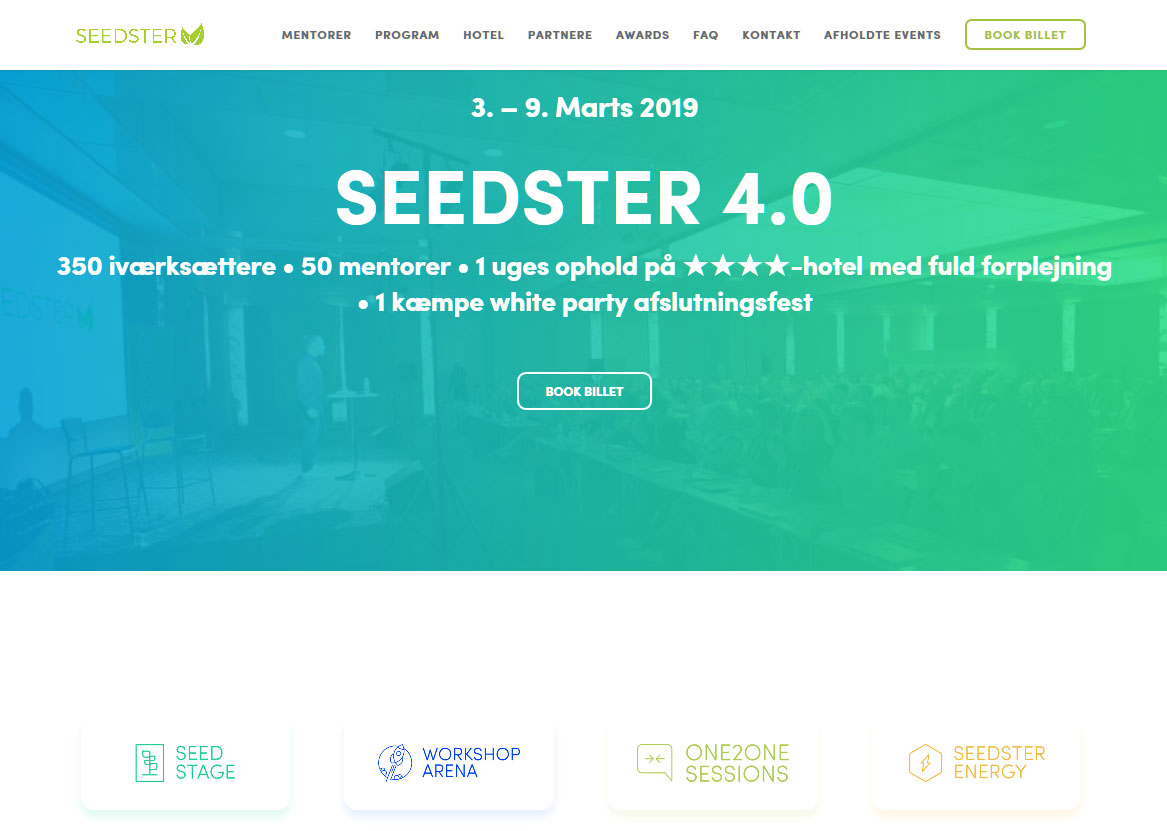 SEEDSTER
MENTORER PROGRAM HOTEL PARTNERE AWARDS FAQ KONTAKT AFHOLDTE EVENTS BOOK BILLET
3. – 9. Marts 2019
SEEDSTER 4.0
350 iværksættere • 50 mentorer • 1 uges ophold på ★★★★-hotel med fuld forplejning
• 1 kæmpe white party afslutningsfest
EEDSTER
BOOK BILLET
SEED
STAGE
WORKSHOP
ARENA
ONE2ONE
SESSIONS
SEEDSTER
ENERGY